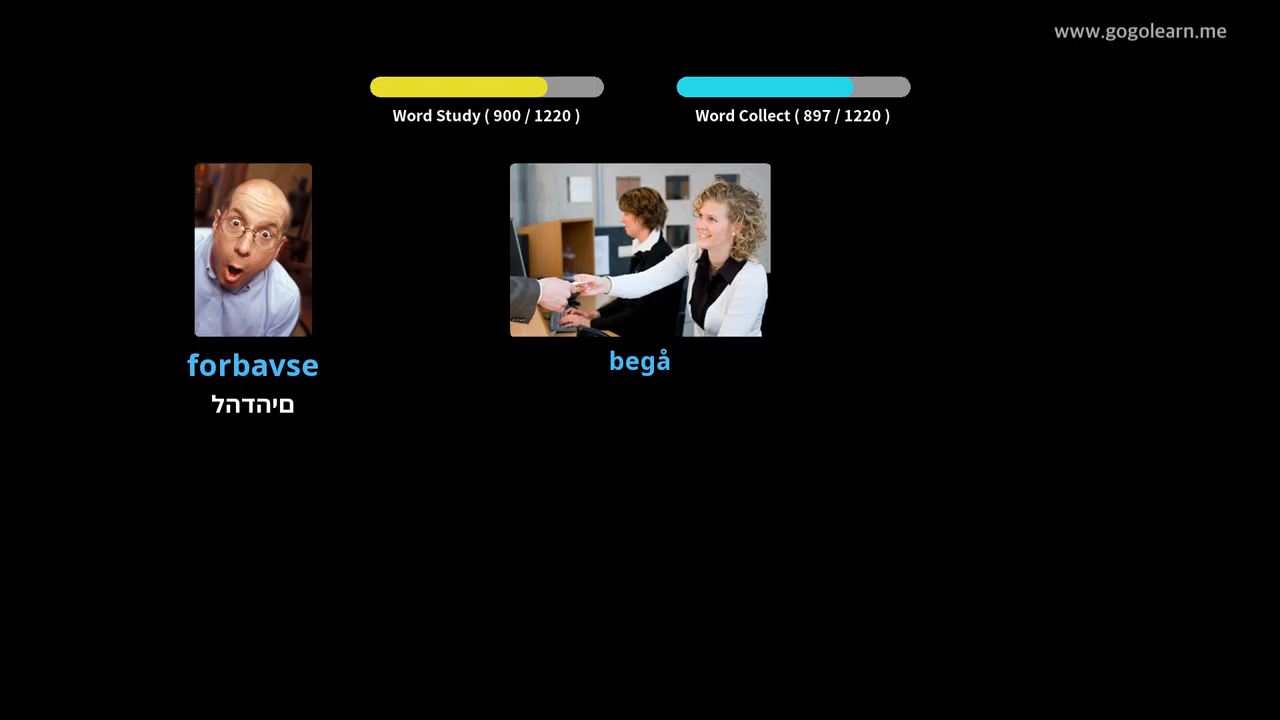 www.gogolearn.me
Word Study ( 900 / 1220 )
Word Collect ( 897 / 1220 )
forbavse
להדהים
begå